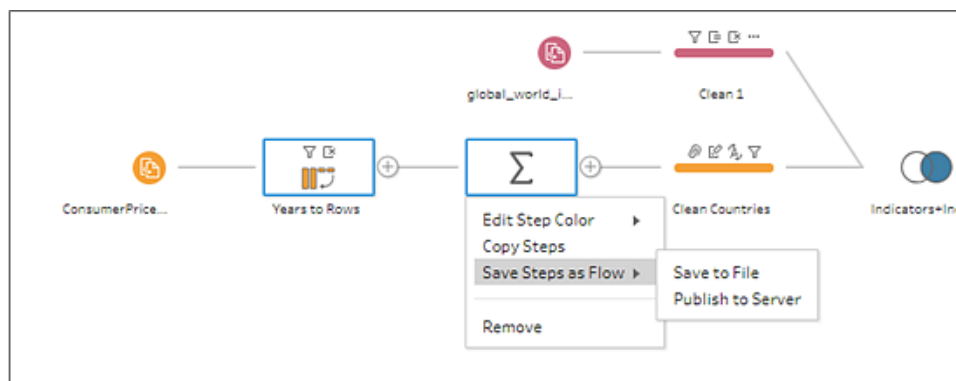 global_world_i...
Clean 1
ConsumerPrice...
Years to Rows
Clean Countries
Indicators+In
Edit Step Color
Copy Steps
Save Steps as Flow
Save to File
Publish to Server
Remove